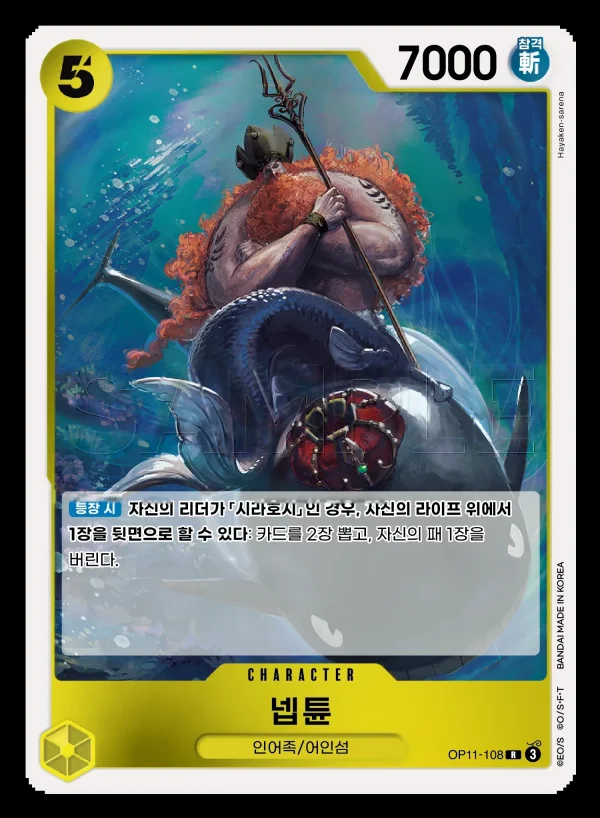 5
7000
참격
斬
Hayaken-sarena
SAMPLE
등장 시 자신의 리더가 「시라호시」인 경우, 자신의 라이프 위에서
1장을 뒷면으로 할 수 있다: 카드를 2장 뽑고, 자신의 패 1장을
버린다.
CHARACTER
넵튠
인어족/어인섬
OP11-108 R 3
©E.O/S ©E.O./S・F・T BANDAI MADE IN KOREA